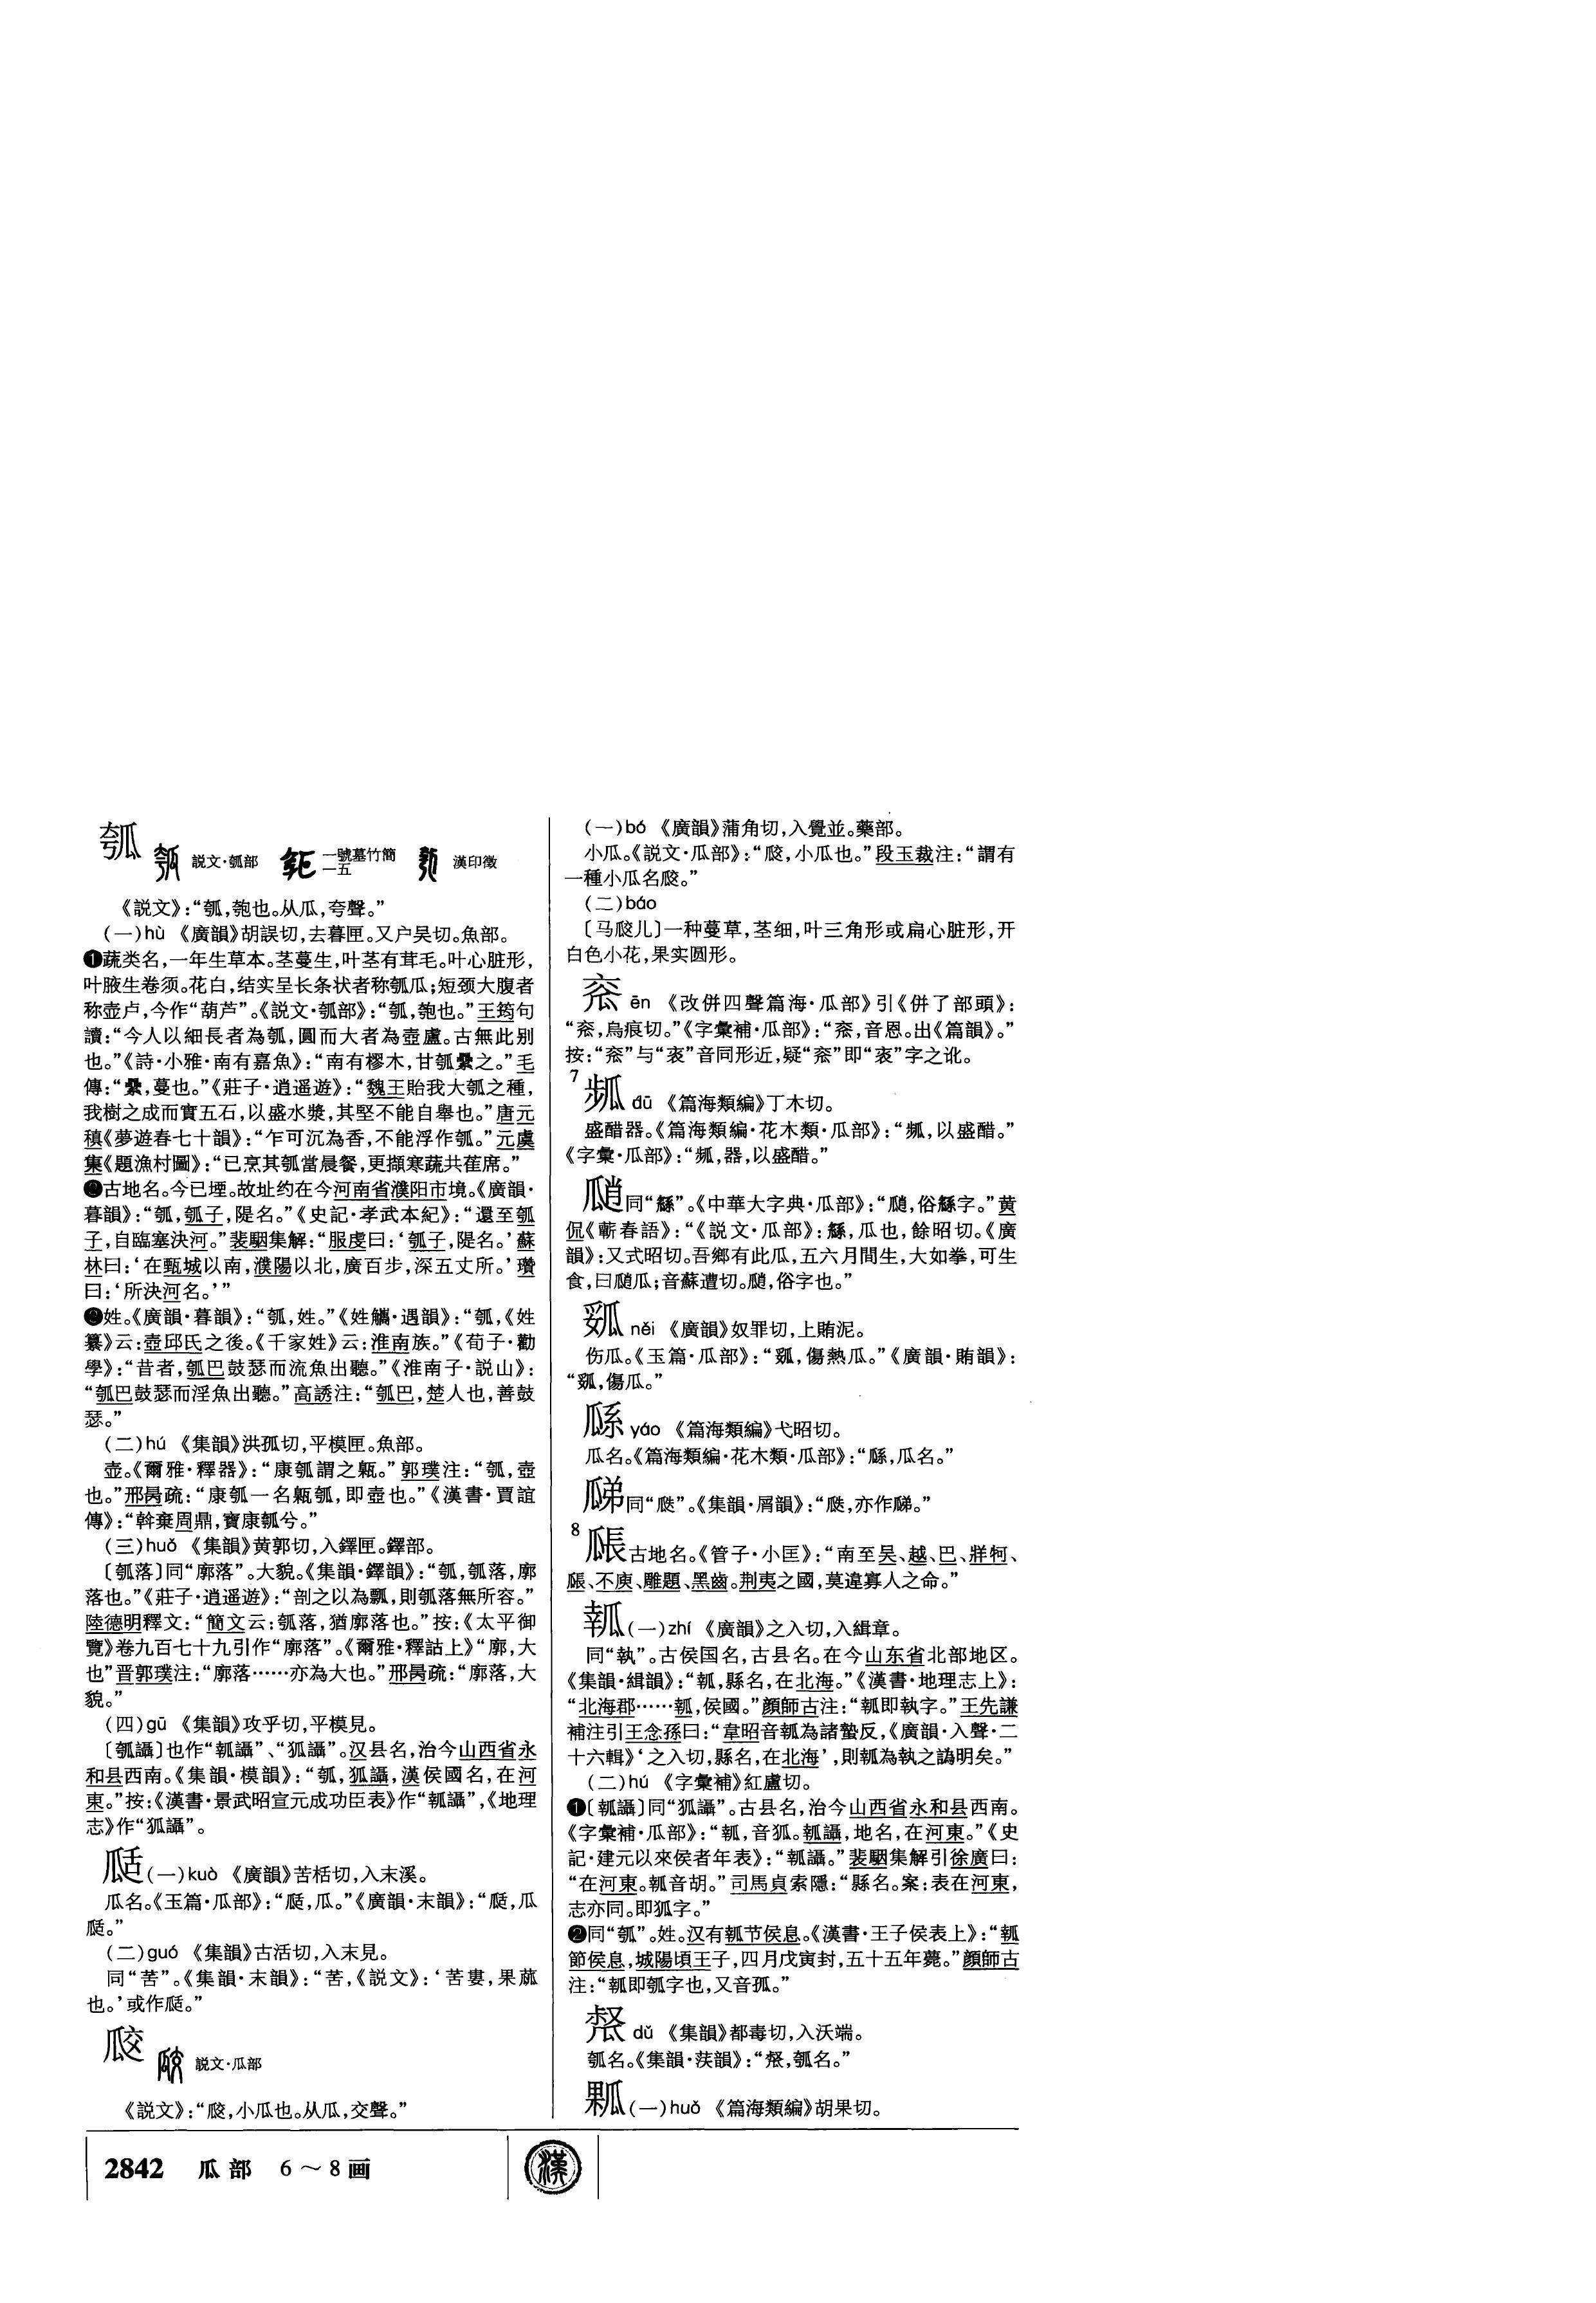 瓠
説文·瓠部 一號墓竹簡一五 漢印徵
《説文》：“瓠，匏也。从瓜，夸聲。”
(一)hù 《廣韻》胡誤切，去暮匣。又户吴切。魚部。
❶蔬类名，一年生草本。茎蔓生，叶茎有茸毛。叶心脏形，
叶腋生卷须。花白，结实呈长条状者称瓠瓜；短颈大腹者
称壶卢，今作“葫芦”。《説文·瓠部》：“瓠，匏也。”王筠句
讀：“今人以細長者為瓠，圓而大者為壺盧。古無此别
也。”《詩·小雅·南有嘉魚》：“南有樛木，甘瓠纍之。”毛
傳：“纍，蔓也。”《莊子·逍遥遊》：“魏王貽我大瓠之種，
我樹之成而實五石，以盛水漿，其堅不能自舉也。”唐元
稹《夢遊春七十韻》：“乍可沉為香，不能浮作瓠。”元虞
集《題漁村圖》：“已烹其瓠當晨餐，更擷寒蔬共萑席。”
❷古地名。今已堙。故址约在今河南省濮阳市境。《廣韻·
暮韻》：“瓠，瓠子，隄名。”《史記·孝武本紀》：“還至瓠
子，自臨塞決河。”裴駰集解：“服虔曰：‘瓠子，隄名。’蘇
林曰：‘在甄城以南，濮陽以北，廣百步，深五丈所。’瓚
曰：‘所決河名。’”
❸姓。《廣韻·暮韻》：“瓠，姓。”《姓觿·遇韻》：“瓠，《姓
纂》云：壺邱氏之後。《千家姓》云：淮南族。”《荀子·勸
學》：“昔者，瓠巴鼓瑟而流魚出聽。”《淮南子·説山》：
“瓠巴鼓瑟而淫魚出聽。”高誘注：“瓠巴，楚人也，善鼓
瑟。”
(二)hú 《集韻》洪孤切，平模匣。魚部。
壶。《爾雅·釋器》：“康瓠謂之甈。”郭璞注：“瓠，壺
也。”邢昺疏：“康瓠一名甈瓠，即壺也。”《漢書·賈誼
傳》：“斡棄周鼎，寶康瓠兮。”
(三)huò 《集韻》黄郭切，入鐸匣。鐸部。
〔瓠落〕同“廓落”。大貌。《集韻·鐸韻》：“瓠，瓠落，廓
落也。”《莊子·逍遥遊》：“剖之以為瓢，則瓠落無所容。”
陸德明釋文：“簡文云：瓠落，猶廓落也。”按：《太平御
覽》卷九百七十九引作“廓落”。《爾雅·釋詁上》“廓，大
也”晋郭璞注：“廓落……亦為大也。”邢昺疏：“廓落，大
貌。”
(四)gū 《集韻》攻乎切，平模見。
〔瓠讘〕也作“瓡讘”、“狐讘”。汉县名，治今山西省永
和县西南。《集韻·模韻》：“瓠，狐讘，漢侯國名，在河
東。”按：《漢書·景武昭宣元成功臣表》作“瓡讘”，《地理
志》作“狐讘”。
𤬇(一)kuò 《廣韻》苦栝切，入末溪。
瓜名。《玉篇·瓜部》：“，瓜。”《廣韻·末韻》：“，瓜
。”
(二)guó 《集韻》古活切，入末見。
同“苦”。《集韻·末韻》：“苦，《説文》：‘苦蔞，果蓏
也。’或作。”
㼎
説文·瓜部
《説文》：“㼎，小瓜也。从瓜，交聲。”
(一)bó 《廣韻》蒲角切，入覺並。藥部。
小瓜。《説文·瓜部》：“㼎，小瓜也。”段玉裁注：“謂有
一種小瓜名㼎。”
(二)báo
〔马㼎儿〕一种蔓草，茎细，叶三角形或扁心脏形，开
白色小花，果实圆形。
ēn 《改併四聲篇海·瓜部》引《併了部頭》：
“，烏痕切。”《字彙補·瓜部》：“，音恩。出《篇韻》。”
按：“”与“衮”音同形近，疑“”即“衮”字之讹。
7
dū 《篇海類編》丁木切。
盛醋器。《篇海類編·花木類·瓜部》：“，以盛醋。”
《字彙·瓜部》：“，器，以盛醋。”
同“䌛”。《中華大字典·瓜部》：“，俗䌛字。”黄
侃《蘄春語》：“《説文·瓜部》：䌛，瓜也，餘昭切。《廣
韻》：又式昭切。吾鄉有此瓜，五六月間生，大如拳，可生
食，曰瓜；音蘇遭切。，俗字也。”
něi 《廣韻》奴罪切，上賄泥。
伤瓜。《玉篇·瓜部》：“，傷熱瓜。”《廣韻·賄韻》：
“，傷瓜。”
yáo 《篇海類編》弋昭切。
瓜名。《篇海類編·花木類·瓜部》：“，瓜名。”
同“瓞”。《集韻·屑韻》：“瓞，亦作。”
8
古地名。《管子·小匡》：“南至吴、越、巴、牂牁、
、不庾、雕題、黑齒。荆夷之國，莫違寡人之命。”
瓡(一)zhí 《廣韻》之入切，入緝章。
同“執”。古侯国名，古县名。在今山东省北部地区。
《集韻·緝韻》：“瓡，縣名，在北海。”《漢書·地理志上》：
“北海郡……瓡，侯國。”顔師古注：“瓡即執字。”王先謙
補注引王念孫曰：“韋昭音瓡為諸蟄反，《廣韻·入聲·二
十六輯》‘之入切，縣名，在北海’，則瓡為執之譌明矣。”
(二)hú 《字彙補》紅盧切。
❶〔瓡讘〕同“狐讘”。古县名，治今山西省永和县西南。
《字彙補·瓜部》：“瓡，音狐。瓡讘，地名，在河東。”《史
記·建元以來侯者年表》：“瓡讘。”裴駰集解引徐廣曰：
“在河東。瓡音胡。”司馬貞索隱：“縣名。案：表在河東，
志亦同。即狐字。”
❷同“瓠”。姓。汉有瓡节侯息。《漢書·王子侯表上》：“瓡
節侯息，城陽頃王子，四月戊寅封，五十五年薨。”顔師古
注：“瓡即瓠字也，又音孤。”
dǔ 《集韻》都毒切，入沃端。
瓠名。《集韻·𦱤韻》：“，瓠名。”
(一)huǒ 《篇海類編》胡果切。
2842 瓜部 6～8画
漢